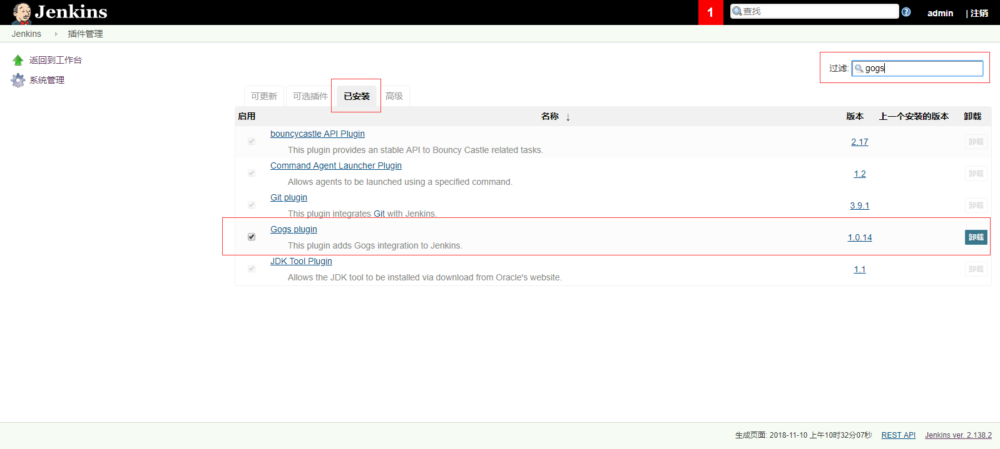 Jenkins
1
查找
admin
| 注销
Jenkins
插件管理
返回到工作台
系统管理
过滤: gogs
可更新
可选插件
已安装
高级
启用 名称 ↓ 版本 上一个安装的版本 卸载
bouncycastle API Plugin
This plugin provides an stable API to Bouncy Castle related tasks.
2.17
卸载
Command Agent Launcher Plugin
Allows agents to be launched using a specified command.
1.2
卸载
Git plugin
This plugin integrates Git with Jenkins.
3.9.1
卸载
Gogs plugin
This plugin adds Gogs integration to Jenkins.
1.0.14
卸载
JDK Tool Plugin
Allows the JDK tool to be installed via download from Oracle's website.
1.1
卸载
生成页面: 2018-11-10 上午10时32分07秒 REST API Jenkins ver. 2.138.2